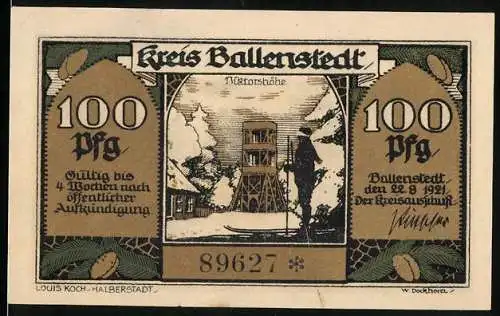 Kreis Ballenstedt
Viktorshöhe
100
Pfg
Gültig bis
4 Wochen nach
öffentlicher
Aufkündigung
100
Pfg
Ballenstedt,
den 22.8 1921
Der Kreisausschuß
89627 *
LOUIS KOCH - HALBERSTADT
W. Dockhorn